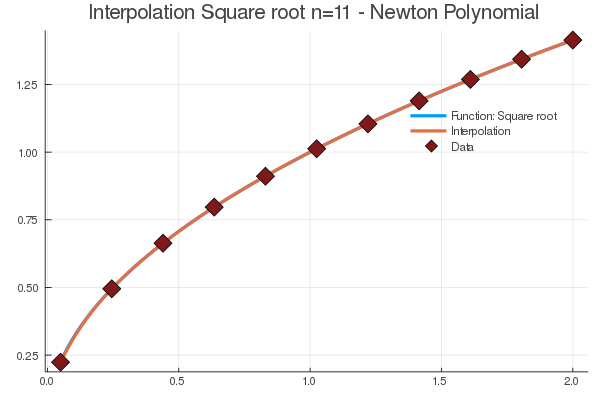 Interpolation Square root n=11 - Newton Polynomial
1.25
1.00
0.75
0.50
0.25
Function: Square root
Interpolation
Data
0.0 0.5 1.0 1.5 2.0